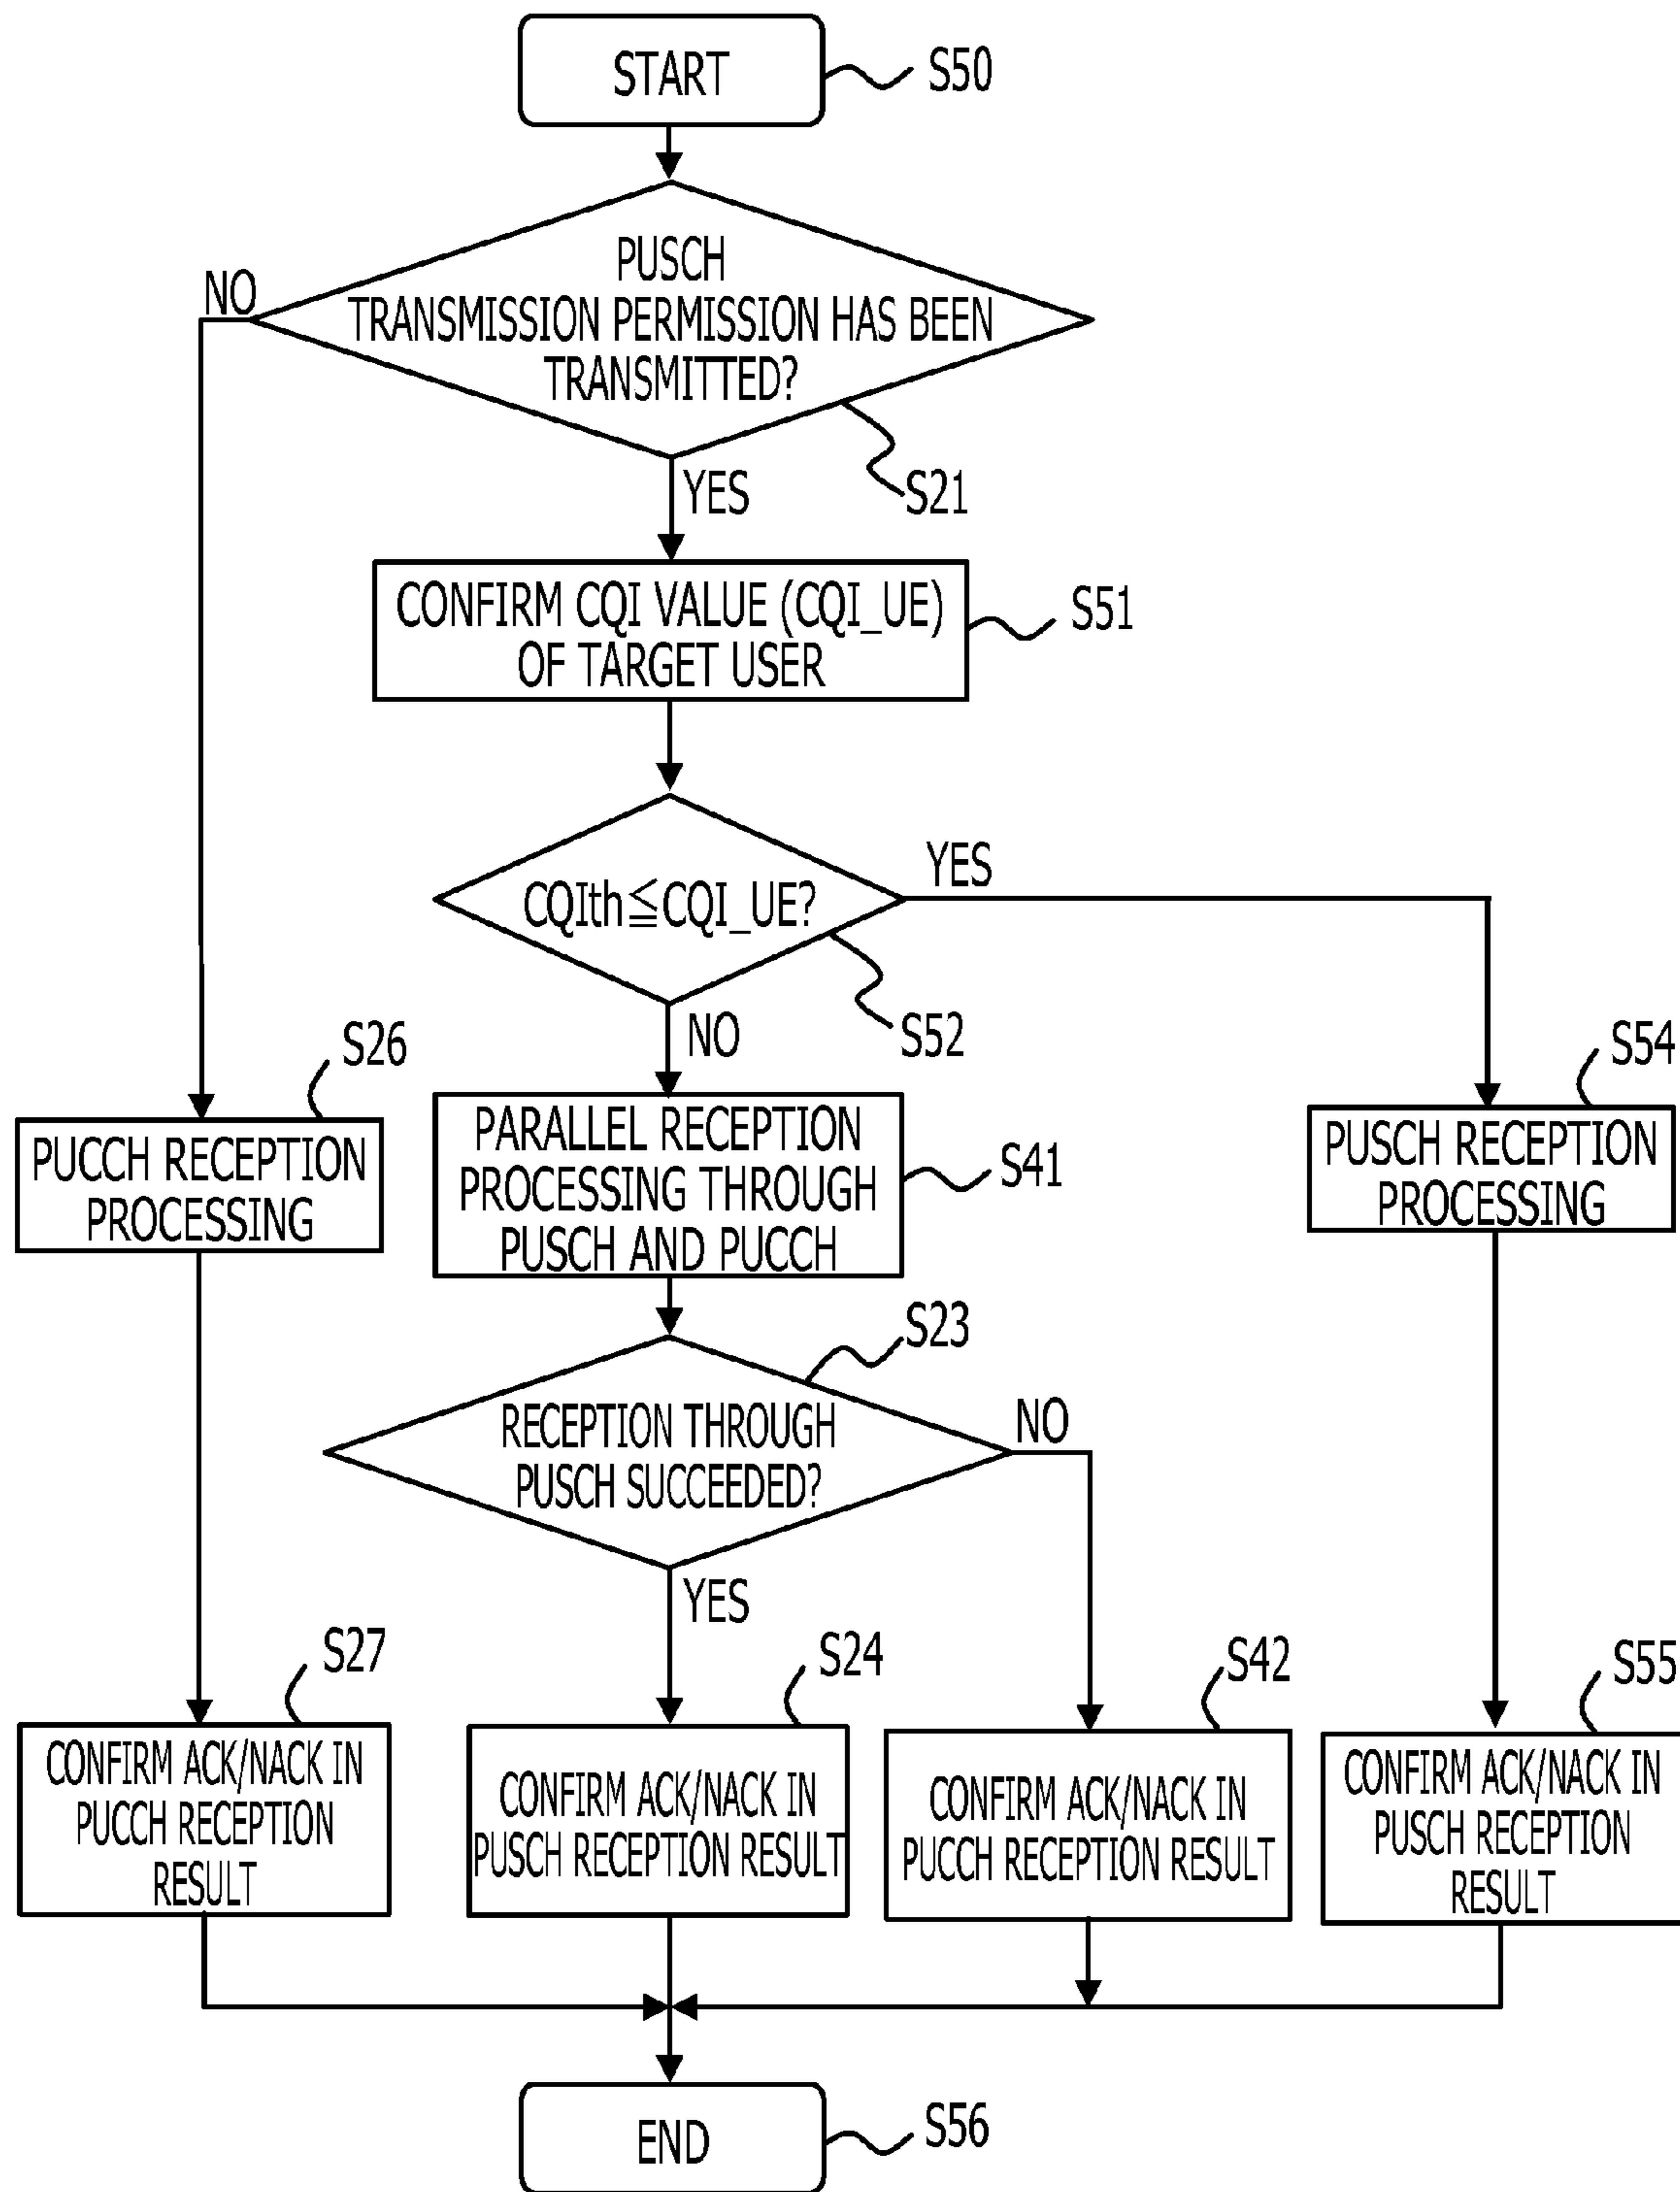 START
S50
PUSCH
TRANSMISSION PERMISSION HAS BEEN
TRANSMITTED?
NO
S21
YES
CONFIRM CQI VALUE (CQI_UE)
OF TARGET USER
S51
CQIth≦CQI_UE?
YES
S52
NO
S26
PUCCH RECEPTION
PROCESSING
PARALLEL RECEPTION
PROCESSING THROUGH
PUSCH AND PUCCH
S41
S54
PUSCH RECEPTION
PROCESSING
S23
RECEPTION THROUGH
PUSCH SUCCEEDED?
NO
YES
S27
CONFIRM ACK/NACK IN
PUCCH RECEPTION
RESULT
S24
CONFIRM ACK/NACK IN
PUSCH RECEPTION RESULT
S42
CONFIRM ACK/NACK IN
PUCCH RECEPTION RESULT
S55
CONFIRM ACK/NACK IN
PUSCH RECEPTION
RESULT
END
S56